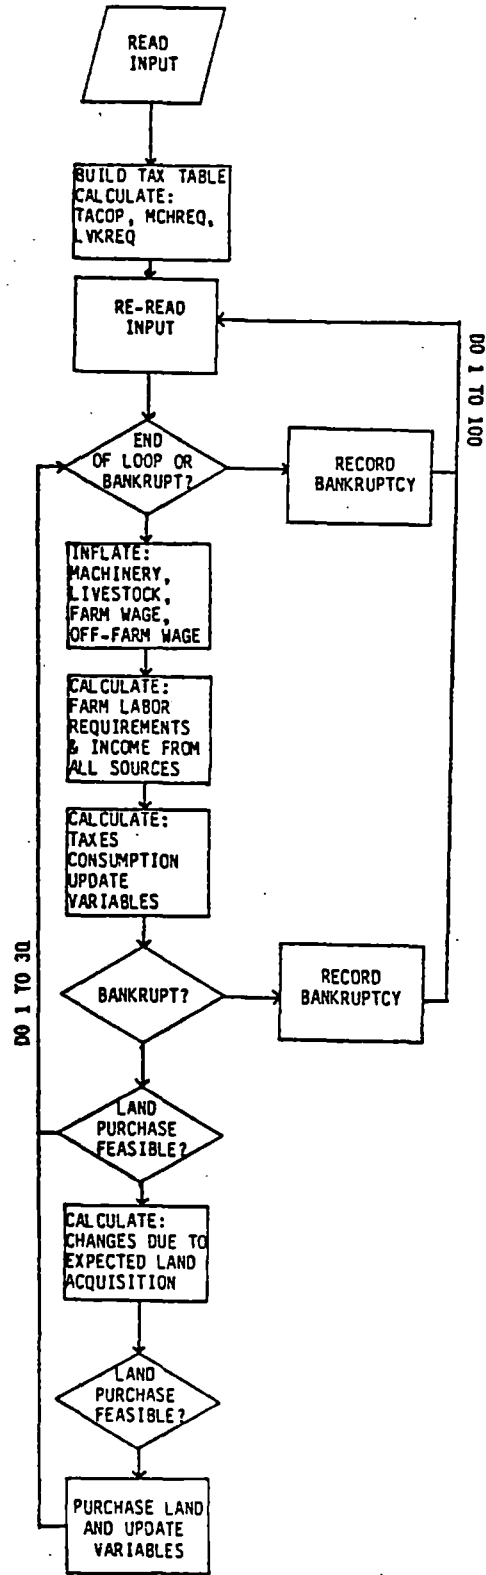 READ
INPUT
BUILD TAX TABLE
CALCULATE:
TACOP, MCHREQ,
LVKREQ
RE-READ
INPUT
DO 1 TO 100
END
OF LOOP OR
BANKRUPT?
RECORD
BANKRUPTCY
INFLATE:
MACHINERY,
LIVESTOCK,
FARM WAGE,
OFF-FARM WAGE
CALCULATE:
FARM LABOR
REQUIREMENTS
& INCOME FROM
ALL SOURCES
CALCULATE:
TAXES
CONSUMPTION
UPDATE
VARIABLES
DO 1 TO 30
BANKRUPT?
RECORD
BANKRUPTCY
LAND
PURCHASE
FEASIBLE?
CALCULATE:
CHANGES DUE TO
EXPECTED LAND
ACQUISITION
LAND
PURCHASE
FEASIBLE?
PURCHASE LAND
AND UPDATE
VARIABLES